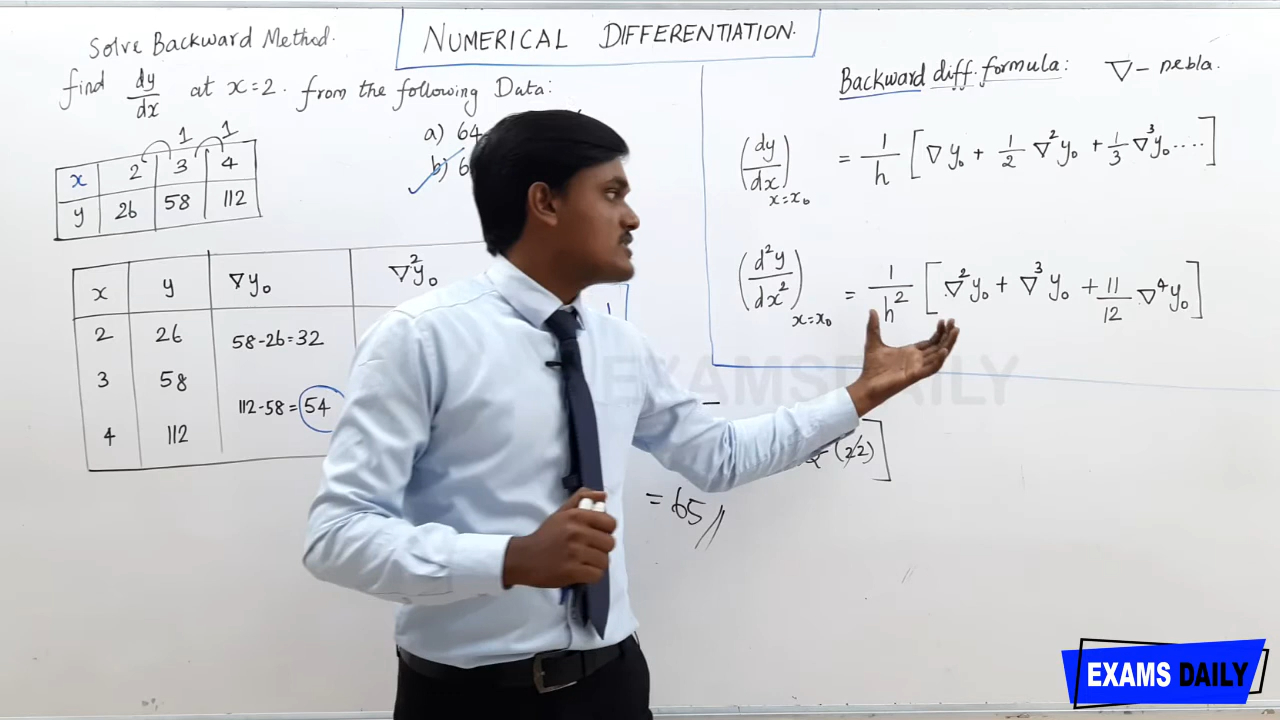 Solve Backward Method.
find dy/dx at x=2. from the following Data:
1 1
x 2 3 4
y 26 58 112
a) 64
b) 6
x y ∇y₀ ∇²y₀
2 26 58-26=32
3 58
112-58=54
4 112
NUMERICAL DIFFERENTIATION.
Backward diff. formula: ∇ - nebla.
(dy/dx) x=x₀ = 1/h [∇y₀ + 1/2 ∇²y₀ + 1/3 ∇³y₀....]
(d²y/dx²) x=x₀ = 1/h² [∇²y₀ + ∇³y₀ + 11/12 ∇⁴y₀]
(22)]
= 65//
EXAMS DAILY
EXAMS DAILY